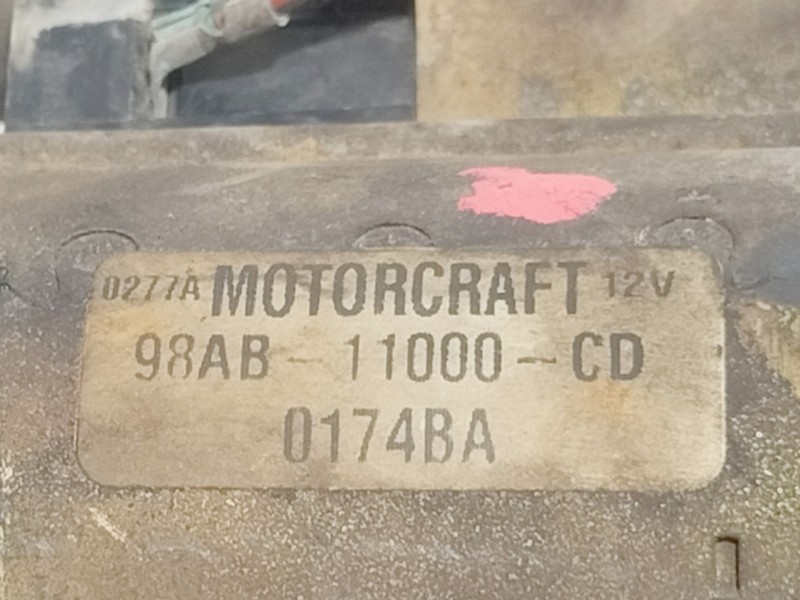 0277A MOTORCRAFT 12V
98AB-11000-CD
0174BA